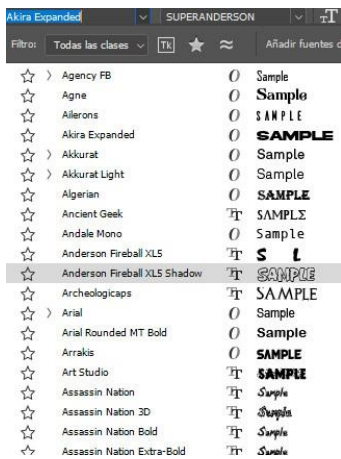 Akira Expanded SUPERANDERSON
Filtro: Todas las clases Tk Añadir fuentes d
Agency FB Sample
Agne Sample
Ailerons SAMPLE
Akira Expanded SAMPLE
Akkurat Sample
Akkurat Light Sample
Algerian SAMPLE
Ancient Geek SΛMPLΣ
Andale Mono Sample
Anderson Fireball XL5 S L
Anderson Fireball XL5 Shadow SAMPLE
Archeologicaps SAMPLE
Arial Sample
Arial Rounded MT Bold Sample
Arrakis SAMPLE
Art Studio SAMPLE
Assassin Nation Sample
Assassin Nation 3D Sample
Assassin Nation Bold Sample
Assassin Nation Extra-Bold Sample